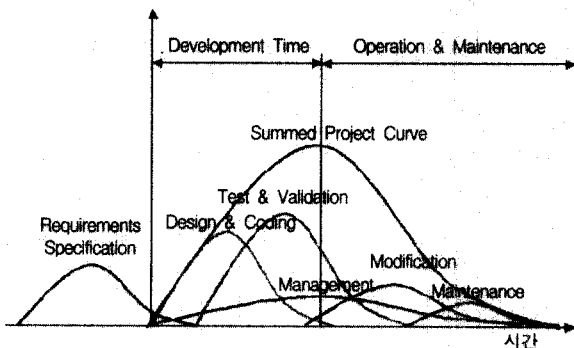 Development Time
Operation & Maintenance
Summed Project Curve
Test & Validation
Design & Coding
Requirements
Specification
Modification
Management
Maintenance
시간